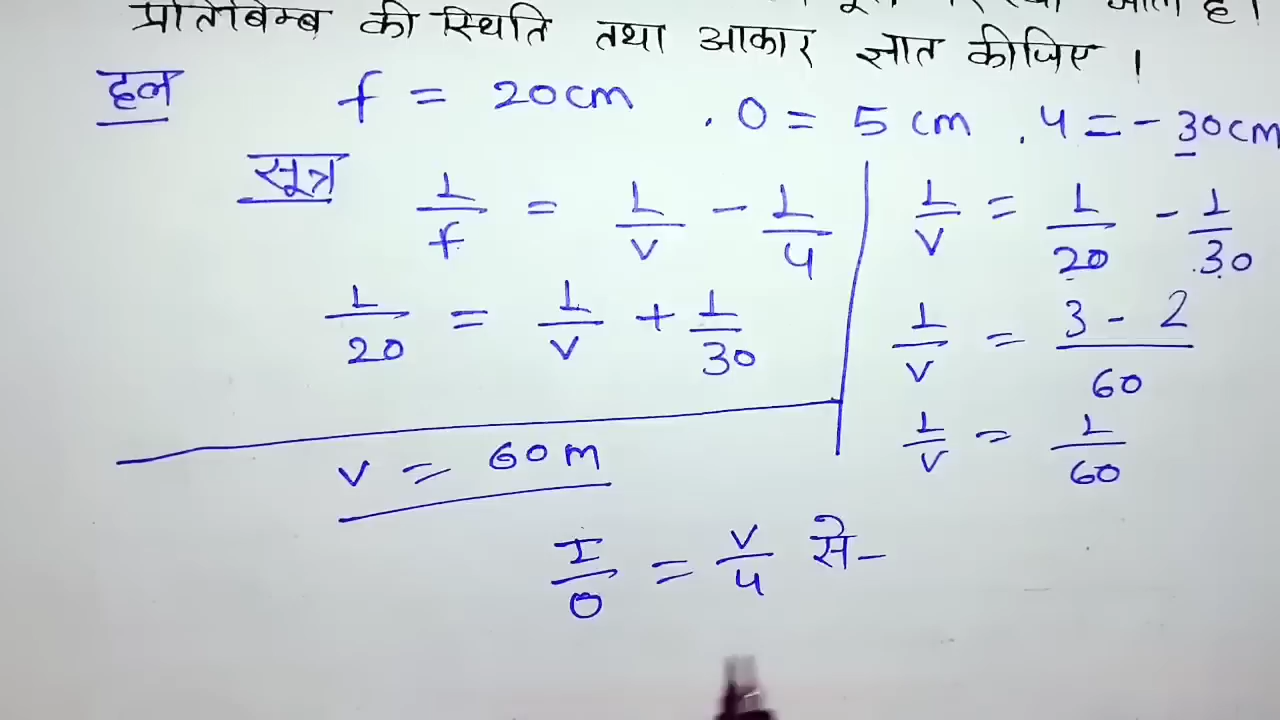 जाता है।
प्रतिबिम्ब की स्थिति तथा आकार ज्ञात कीजिए ।
हल f = 20cm , O = 5 cm , u = - 30cm
सूत्र 1/f = 1/v - 1/u
1/20 = 1/v + 1/30
1/v = 1/20 - 1/30
1/v = 3 - 2/60
1/v = 1/60
v = 60m
I/O = v/u से-